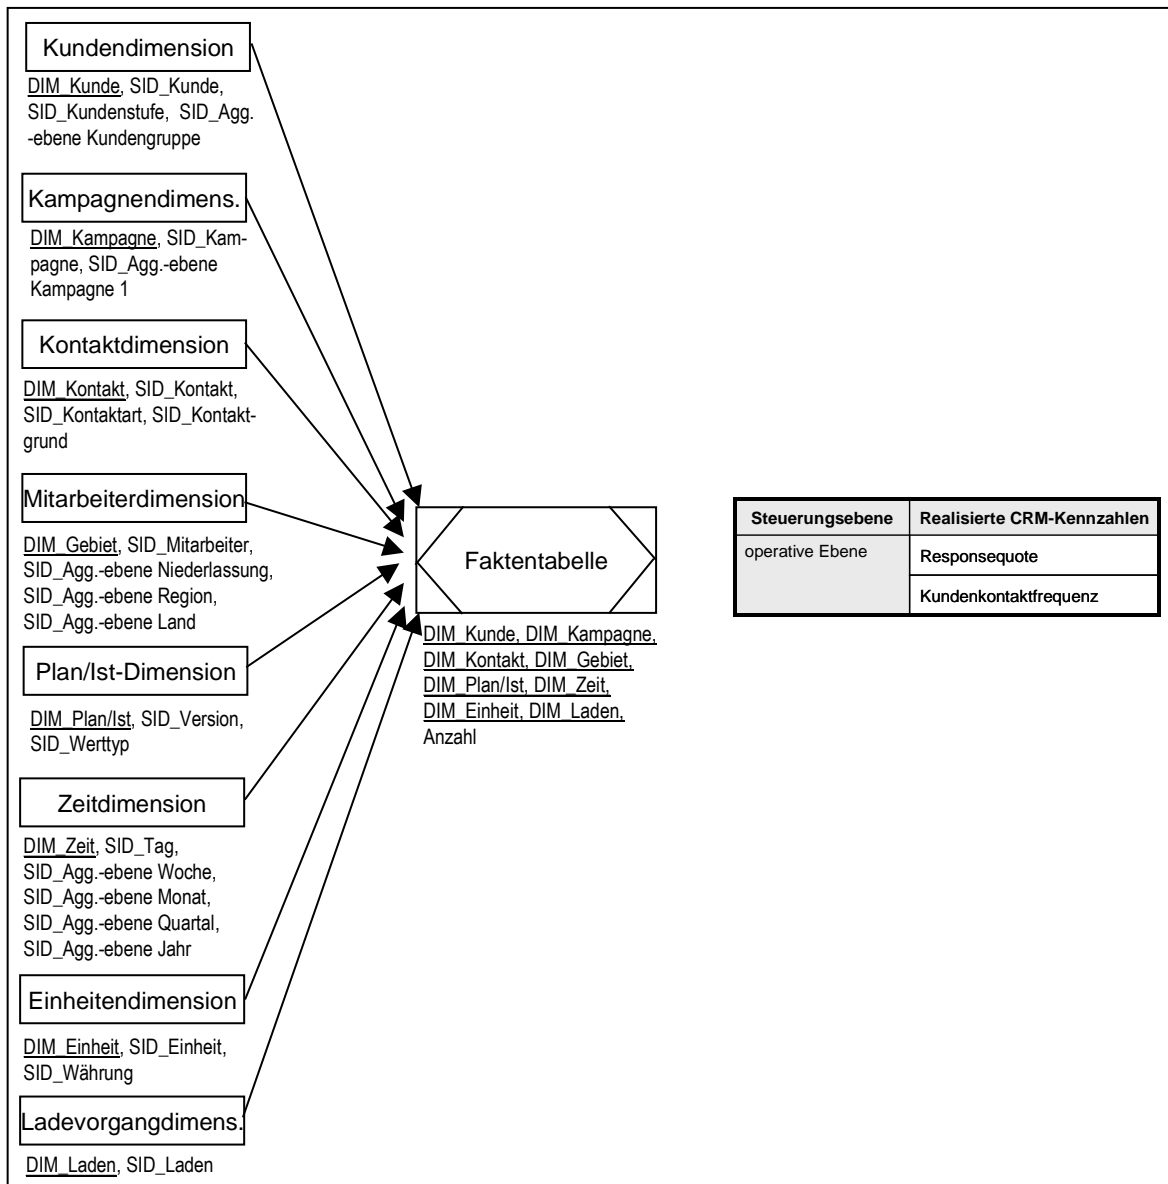 Kundendimension
DIM_Kunde, SID_Kunde,
SID_Kundenstufe, SID_Agg.
-ebene Kundengruppe
Kampagnendimens.
DIM_Kampagne, SID_Kam-
pagne, SID_Agg.-ebene
Kampagne 1
Kontaktdimension
DIM_Kontakt, SID_Kontakt,
SID_Kontaktart, SID_Kontakt-
grund
Mitarbeiterdimension
DIM_Gebiet, SID_Mitarbeiter,
SID_Agg.-ebene Niederlassung,
SID_Agg.-ebene Region,
SID_Agg.-ebene Land
Plan/Ist-Dimension
DIM_Plan/Ist, SID_Version,
SID_Werttyp
Zeitdimension
DIM_Zeit, SID_Tag,
SID_Agg.-ebene Woche,
SID_Agg.-ebene Monat,
SID_Agg.-ebene Quartal,
SID_Agg.-ebene Jahr
Einheitendimension
DIM_Einheit, SID_Einheit,
SID_Währung
Ladevorgangdimens.
DIM_Laden, SID_Laden
Faktentabelle
DIM_Kunde, DIM_Kampagne,
DIM_Kontakt, DIM_Gebiet,
DIM_Plan/Ist, DIM_Zeit,
DIM_Einheit, DIM_Laden,
Anzahl
Steuerungsebene Realisierte CRM-Kennzahlen
operative Ebene Responsequote
Kundenkontaktfrequenz